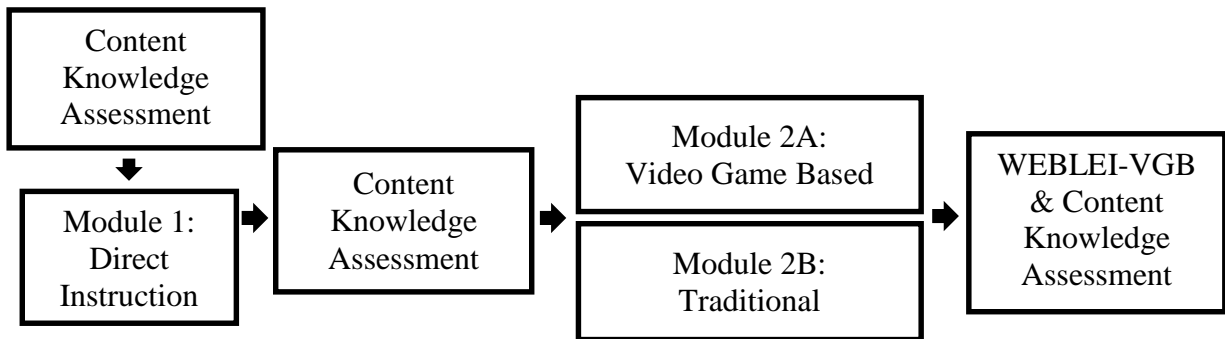 Content
Knowledge
Assessment
Module 1:
Direct
Instruction
Content
Knowledge
Assessment
Module 2A:
Video Game Based
Module 2B:
Traditional
WEBLEI-VGB
& Content
Knowledge
Assessment